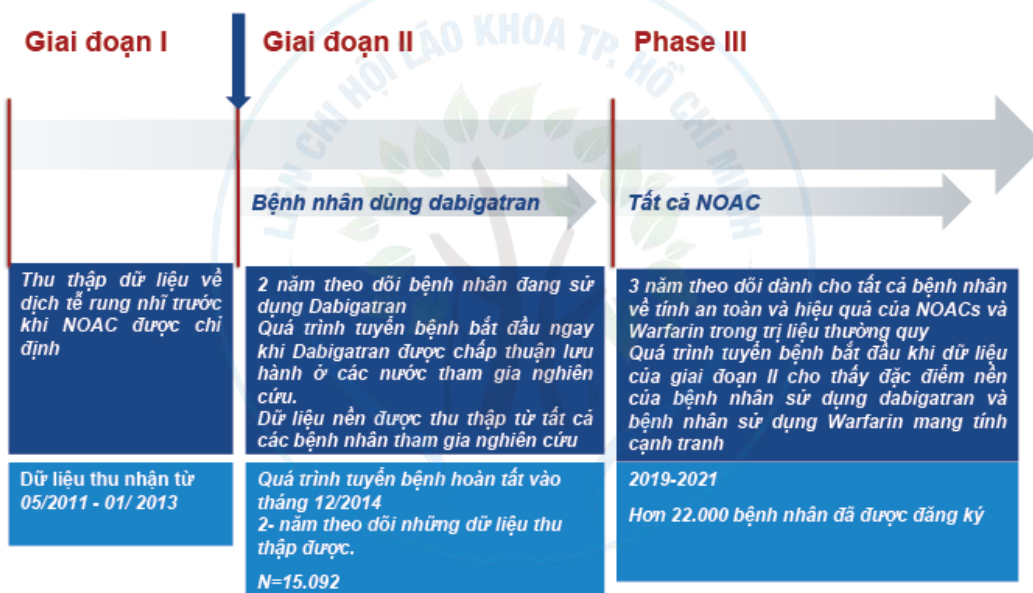 Giai đoạn I
Giai đoạn II
Phase III
LIÊN CHI HỘI LÃO KHOA TP. HỒ CHÍ MINH
Bệnh nhân dùng dabigatran
Tất cả NOAC
Thu thập dữ liệu về
dịch tễ rung nhĩ trước
khi NOAC được chỉ
định
2 năm theo dõi bệnh nhân đang sử
dụng Dabigatran
Quá trình tuyển bệnh bắt đầu ngay
khi Dabigatran được chấp thuận lưu
hành ở các nước tham gia nghiên
cứu.
Dữ liệu nền được thu thập từ tất cả
các bệnh nhân tham gia nghiên cứu
3 năm theo dõi dành cho tất cả bệnh nhân
về tính an toàn và hiệu quả của NOACs và
Warfarin trong trị liệu thường quy
Quá trình tuyển bệnh bắt đầu khi dữ liệu
của giai đoạn II cho thấy đặc điểm nền
của bệnh nhân sử dụng dabigatran và
bệnh nhân sử dụng Warfarin mang tính
cạnh tranh
Dữ liệu thu nhận từ
05/2011 - 01/ 2013
Quá trình tuyển bệnh hoàn tất vào
tháng 12/2014
2- năm theo dõi những dữ liệu thu
thập được.
N=15.092
2019-2021
Hơn 22.000 bệnh nhân đã được đăng ký